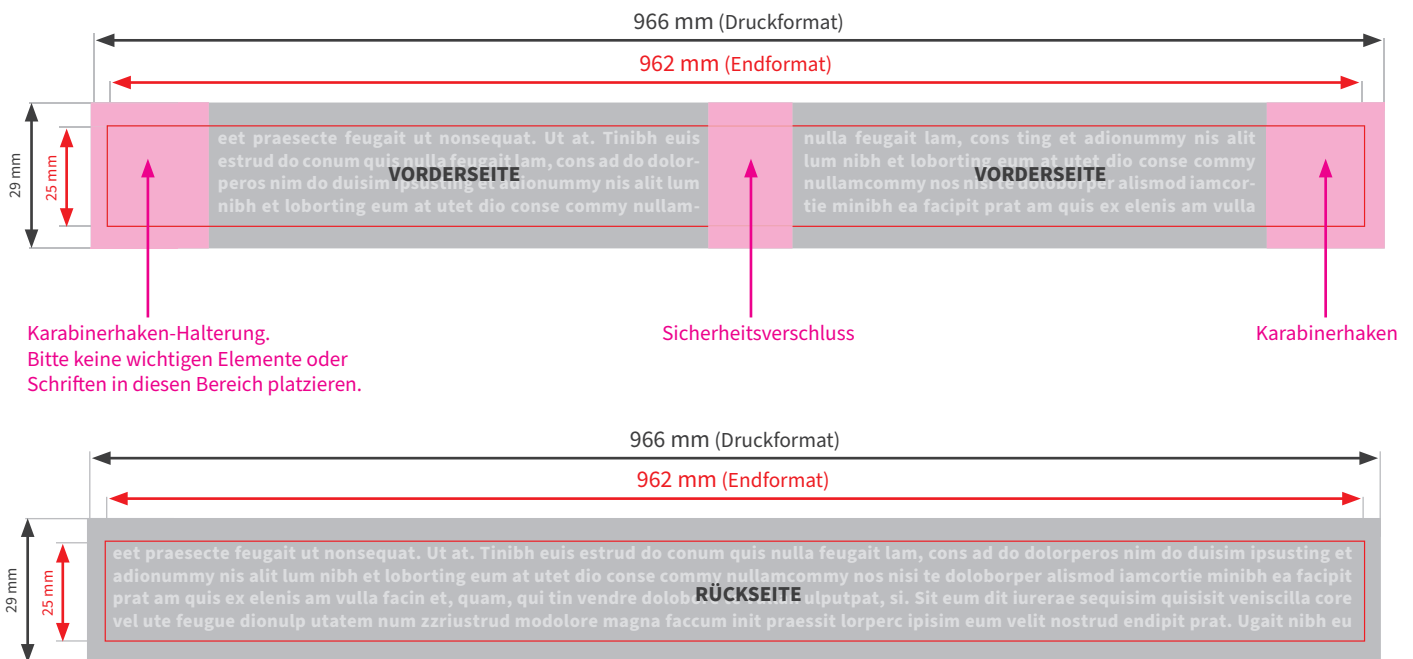 966 mm (Druckformat)
962 mm (Endformat)
29 mm
25 mm
eet praesecte feugait ut nonsequat. Ut at. Tinibh euis
estrud do conum quis nulla feugait lam, cons ad do dolor-
peros nim do duisim ipsusting et adionummy nis alit lum
nibh et loborting eum at utet dio conse commy nullam-
VORDERSEITE
nulla feugait lam, cons ting et adionummy nis alit
lum nibh et loborting eum at utet dio conse commy
nullamcommy nos nisi te doloborper alismod iamcor-
tie minibh ea facipit prat am quis ex elenis am vulla
VORDERSEITE
Karabinerhaken-Halterung.
Bitte keine wichtigen Elemente oder
Schriften in diesen Bereich platzieren.
Sicherheitsverschluss
Karabinerhaken
966 mm (Druckformat)
962 mm (Endformat)
29 mm
25 mm
eet praesecte feugait ut nonsequat. Ut at. Tinibh euis estrud do conum quis nulla feugait lam, cons ad do dolorperos nim do duisim ipsusting et
adionummy nis alit lum nibh et loborting eum at utet dio conse commy nullamcommy nos nisi te doloborper alismod iamcortie minibh ea facipit
prat am quis ex elenis am vulla facin et, quam, qui tin vendre ulputpat, si. Sit eum dit iurerae sequisim quisisit veniscilla core
vel ute feugue dionulp utatem num zzriustrud modolore magna faccum init praessit lorperc ipisim eum velit nostrud endipit prat. Ugait nibh eu
RÜCKSEITE